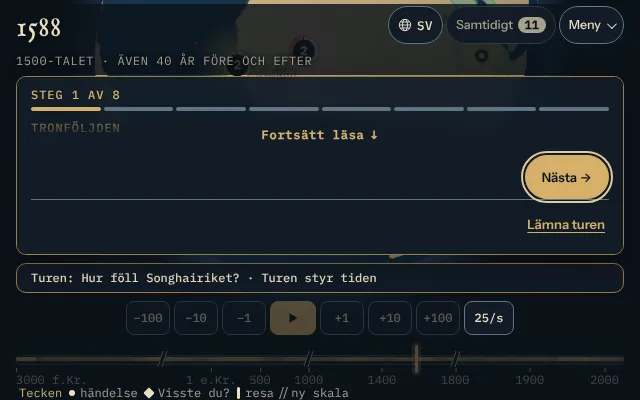 1588
SV
Samtidigt 11
Meny
1500-TALET · ÄVEN 40 ÅR FÖRE OCH EFTER
2
2
STEG 1 AV 8
TRONFÖLJDEN
Fortsätt läsa ↓
Nästa →
Lämna turen
Turen: Hur föll Songhairiket? · Turen styr tiden
−100 −10 −1 ▶ +1 +10 +100 25/s
3000 f.Kr. 1 e.Kr. 500 1000 1400 1800 1900 2000
Tecken ● händelse ◆ Visste du? ❙ resa // ny skala